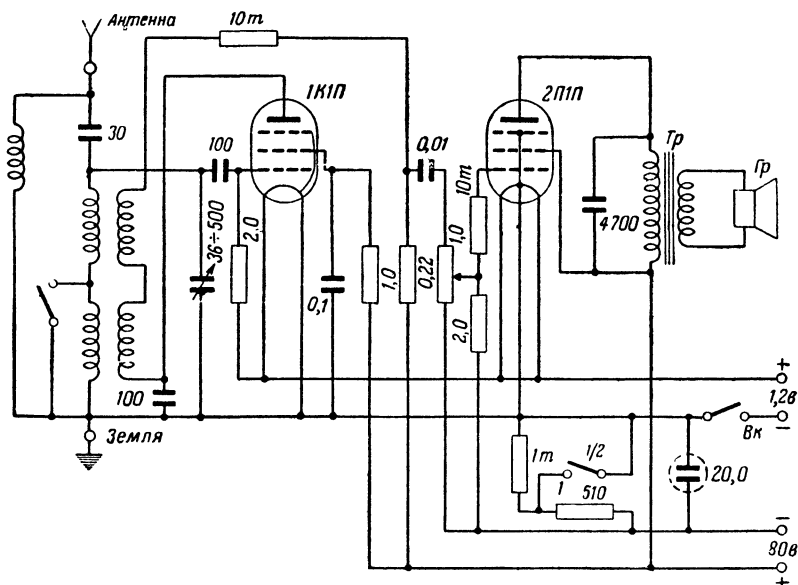 Антенна
10т
1К1П
2П1П
30
100
0,01
10т
Тр
Гр
36÷500
2,0
0,1
1,0
0,22
1,0
2,0
4700
100
Земля
+
1,2в
−
Вк
1т
1/2
1
510
20,0
−
80в
+